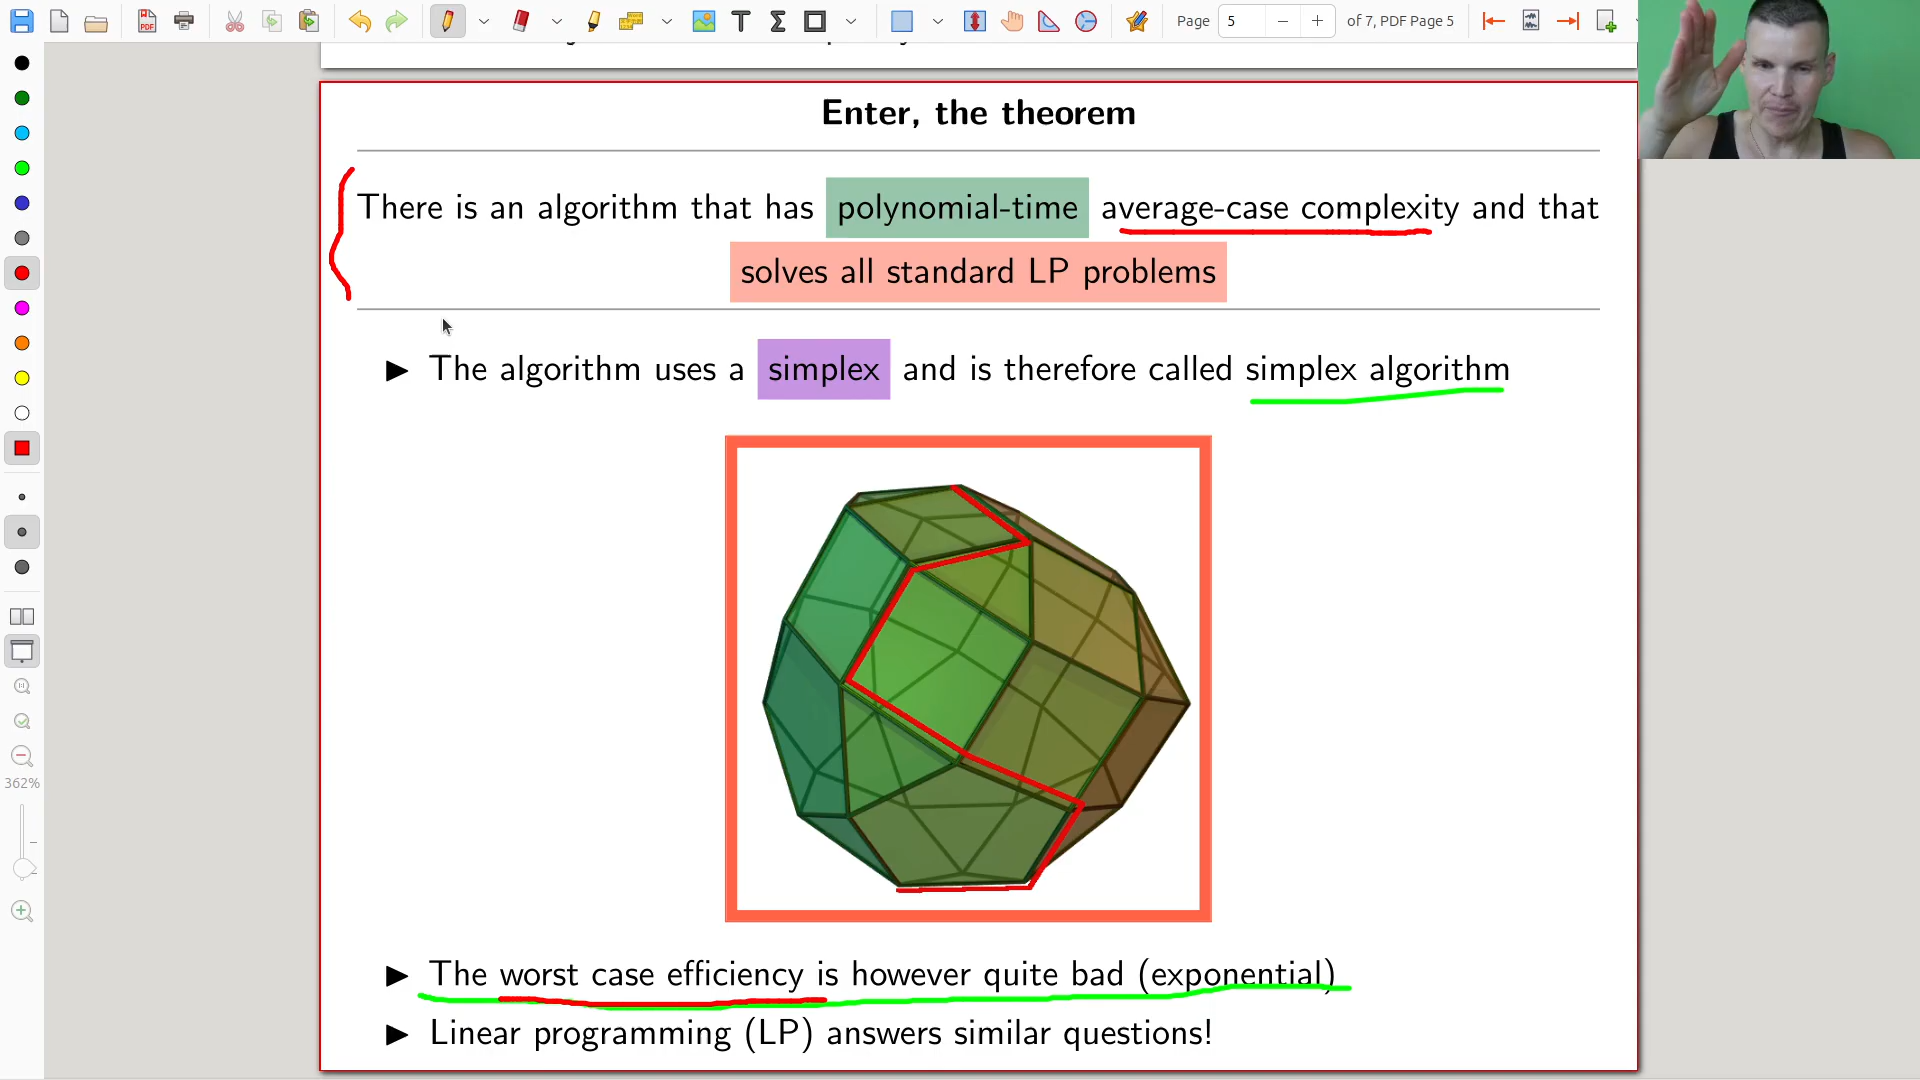 Page 5 of 7, PDF Page 5
Enter, the theorem
There is an algorithm that has polynomial-time average-case complexity and that
solves all standard LP problems
▶ The algorithm uses a simplex and is therefore called simplex algorithm
▶ The worst case efficiency is however quite bad (exponential)
▶ Linear programming (LP) answers similar questions!
362%